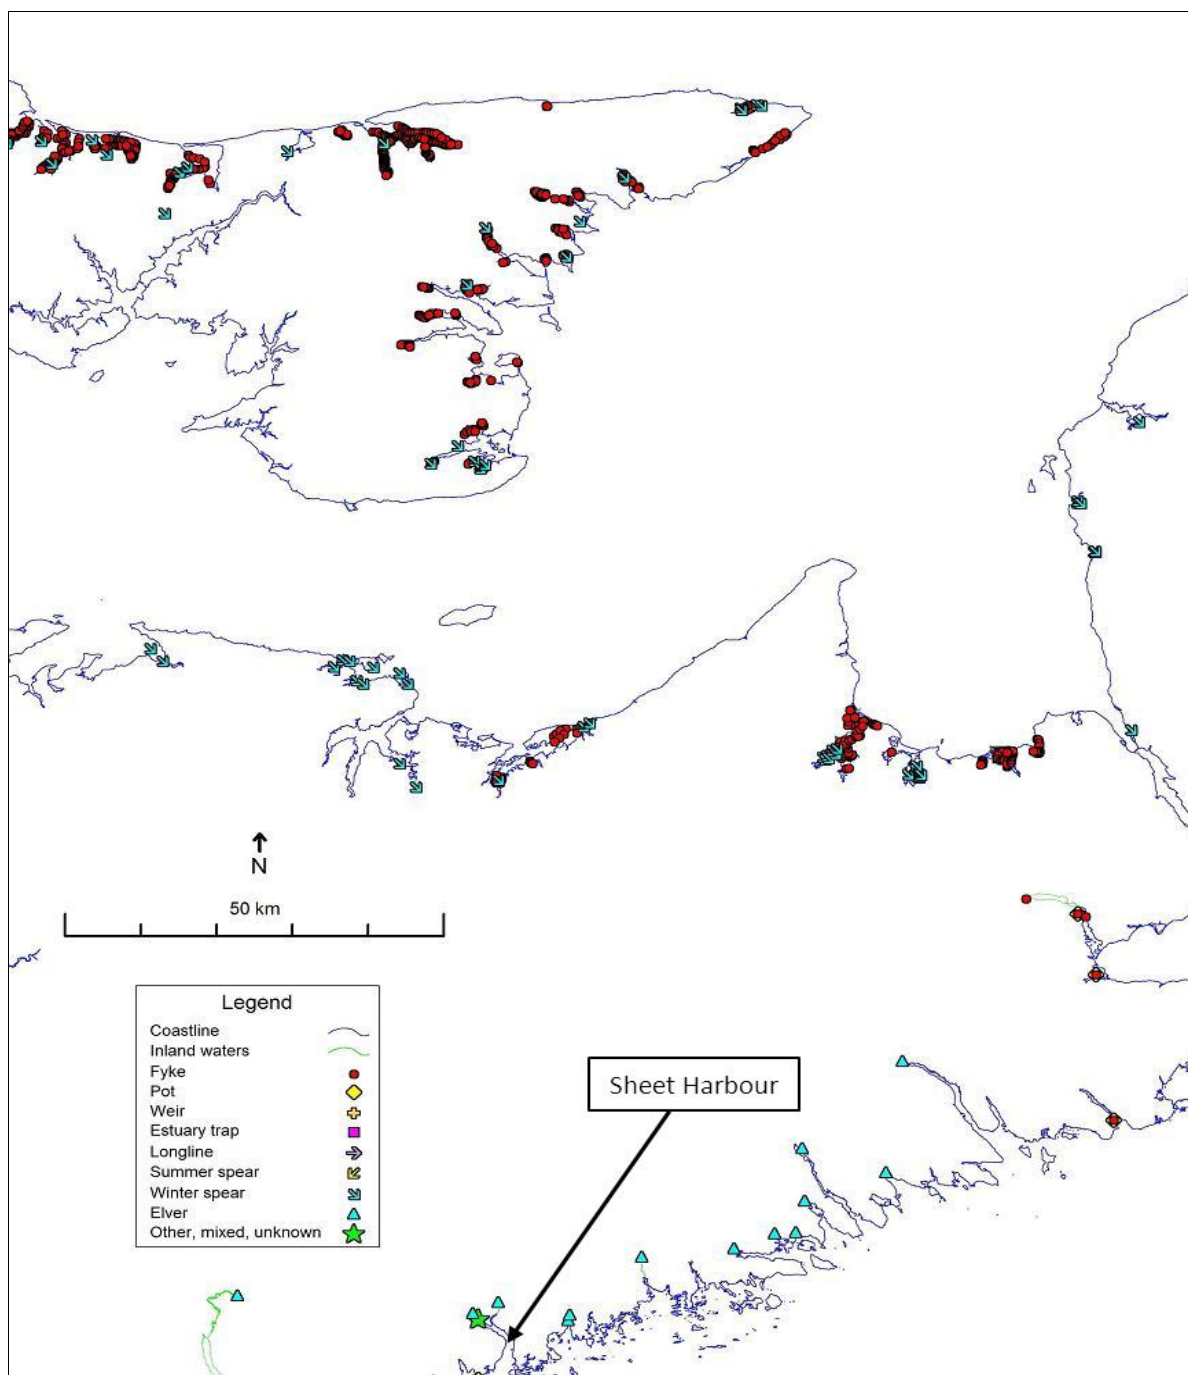 N
50 km
Legend
Coastline
Inland waters
Fyke
Pot
Weir
Estuary trap
Longline
Summer spear
Winter spear
Elver
Other, mixed, unknown
Sheet Harbour